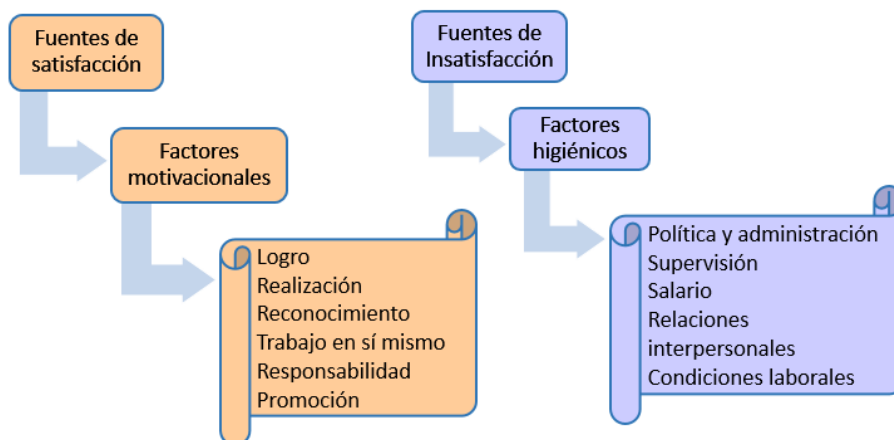 Fuentes de
satisfacción
Factores
motivacionales
Logro
Realización
Reconocimiento
Trabajo en sí mismo
Responsabilidad
Promoción
Fuentes de
Insatisfacción
Factores
higiénicos
Política y administración
Supervisión
Salario
Relaciones
interpersonales
Condiciones laborales